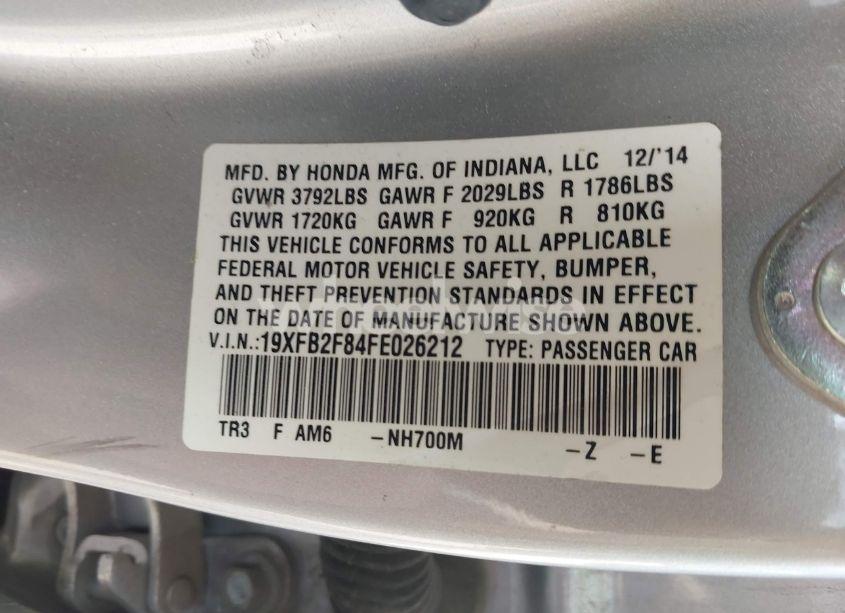 MFD. BY HONDA MFG. OF INDIANA, LLC 12/'14
GVWR 3792LBS GAWR F 2029LBS R 1786LBS
GVWR 1720KG GAWR F 920KG R 810KG
THIS VEHICLE CONFORMS TO ALL APPLICABLE
FEDERAL MOTOR VEHICLE SAFETY, BUMPER,
AND THEFT PREVENTION STANDARDS IN EFFECT
ON THE DATE OF MANUFACTURE SHOWN ABOVE.
V.I.N.:19XFB2F84FE026212 TYPE: PASSENGER CAR
TR3 F AM6 -NH700M -Z -E